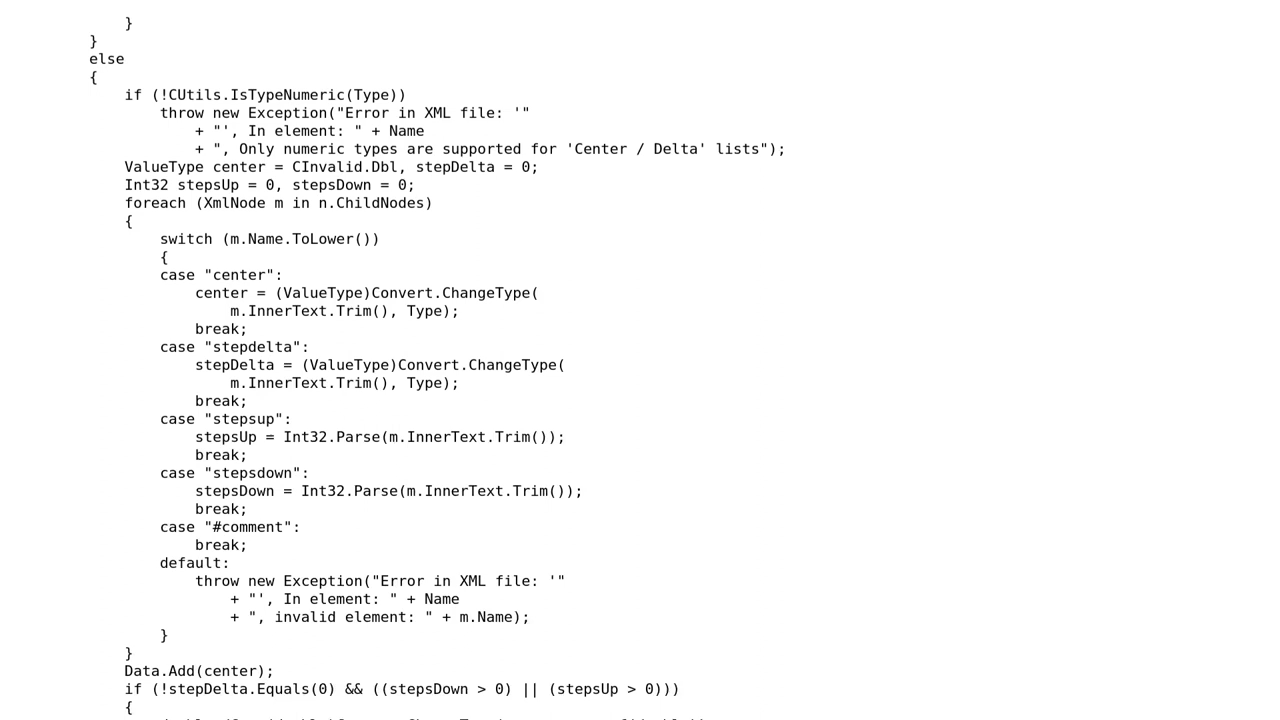 }
}
else
{
if (!CUtils.IsTypeNumeric(Type))
throw new Exception("Error in XML file: '"
+ "', In element: " + Name
+ ", Only numeric types are supported for 'Center / Delta' lists");
ValueType center = CInvalid.Dbl, stepDelta = 0;
Int32 stepsUp = 0, stepsDown = 0;
foreach (XmlNode m in n.ChildNodes)
{
switch (m.Name.ToLower())
{
case "center":
center = (ValueType)Convert.ChangeType(
m.InnerText.Trim(), Type);
break;
case "stepdelta":
stepDelta = (ValueType)Convert.ChangeType(
m.InnerText.Trim(), Type);
break;
case "stepsup":
stepsUp = Int32.Parse(m.InnerText.Trim());
break;
case "stepsdown":
stepsDown = Int32.Parse(m.InnerText.Trim());
break;
case "#comment":
break;
default:
throw new Exception("Error in XML file: '"
+ "', In element: " + Name
+ ", invalid element: " + m.Name);
}
}
Data.Add(center);
if (!stepDelta.Equals(0) && ((stepsDown > 0) || (stepsUp > 0)))
{